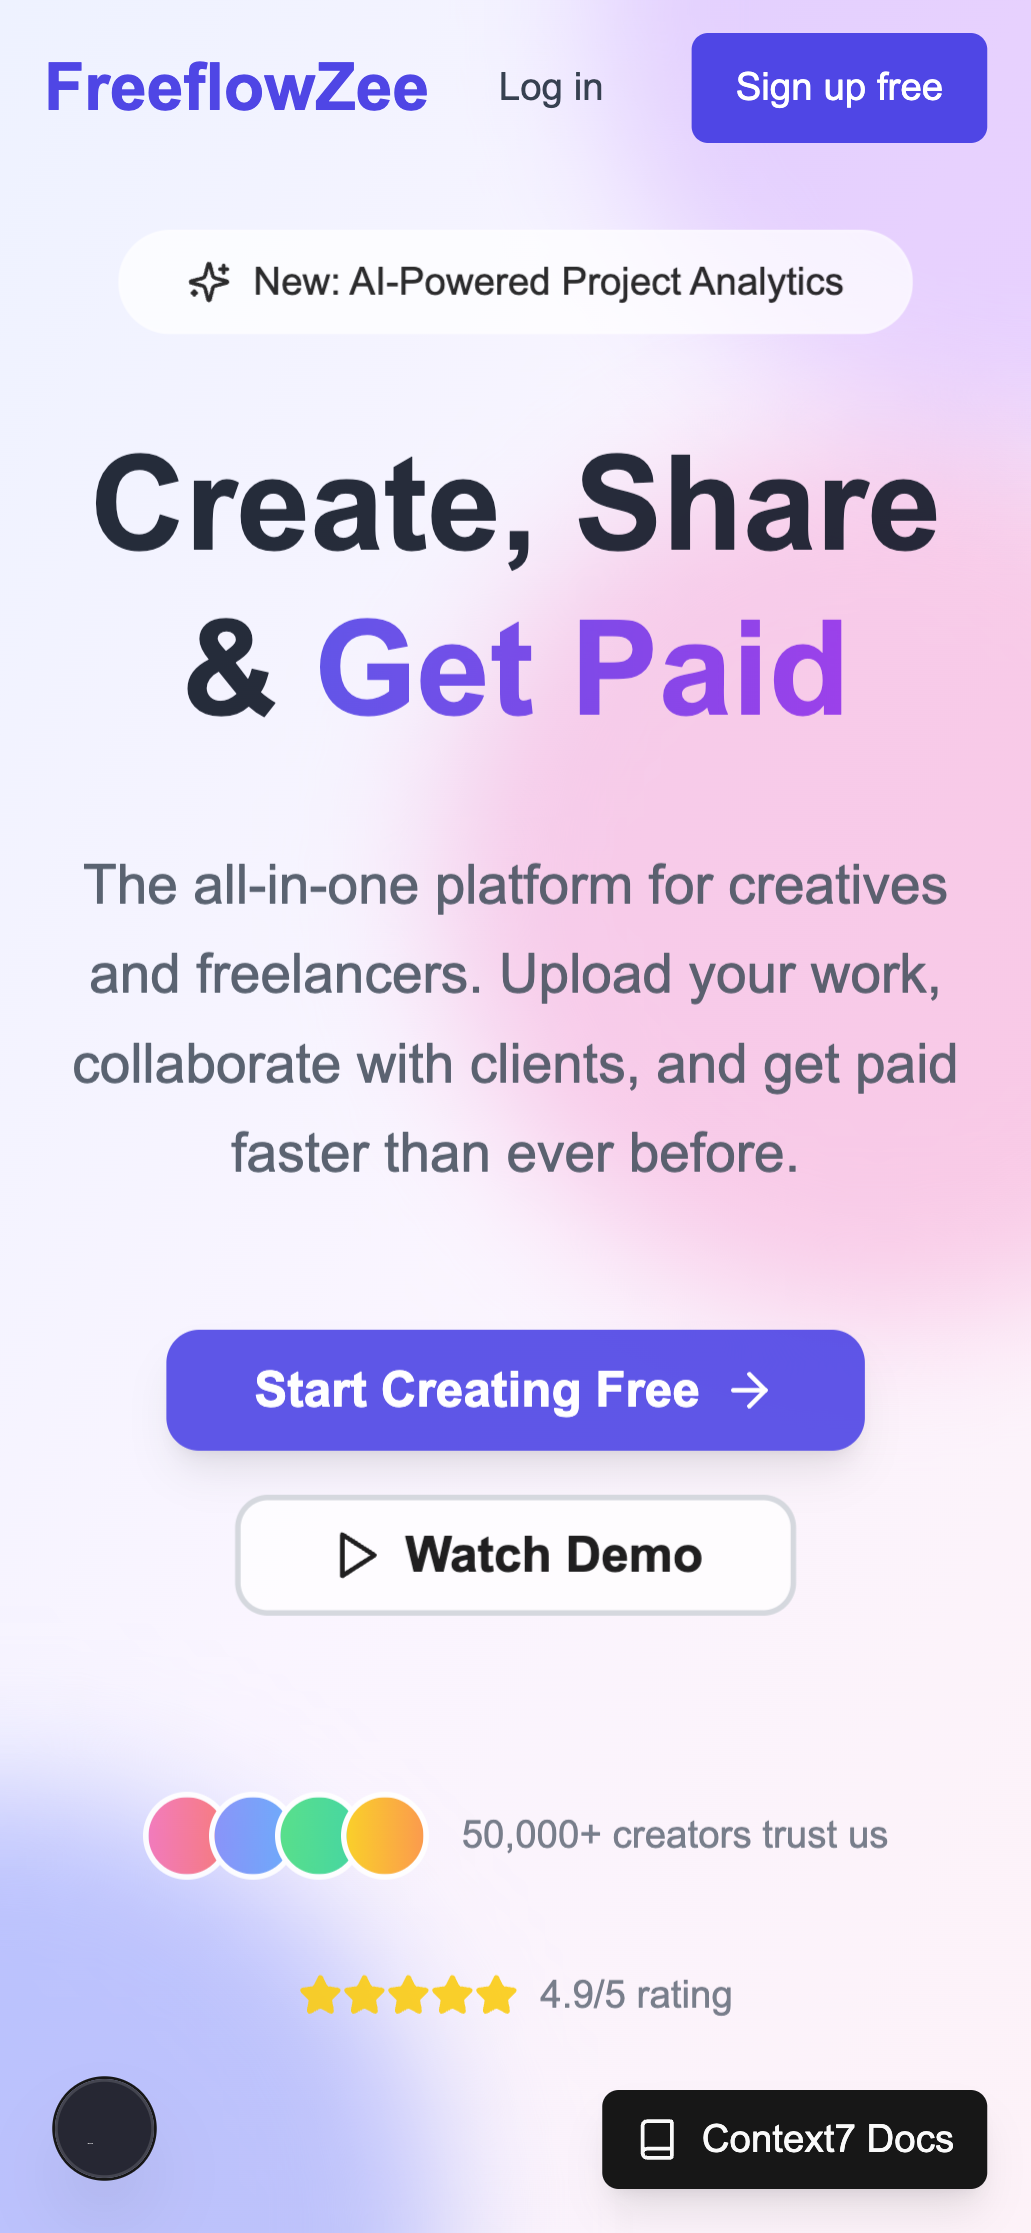 FreeflowZee
Log in
Sign up free
New: AI-Powered Project Analytics
Create, Share
& Get Paid
The all-in-one platform for creatives
and freelancers. Upload your work,
collaborate with clients, and get paid
faster than ever before.
Start Creating Free
Watch Demo
50,000+ creators trust us
4.9/5 rating
Context7 Docs